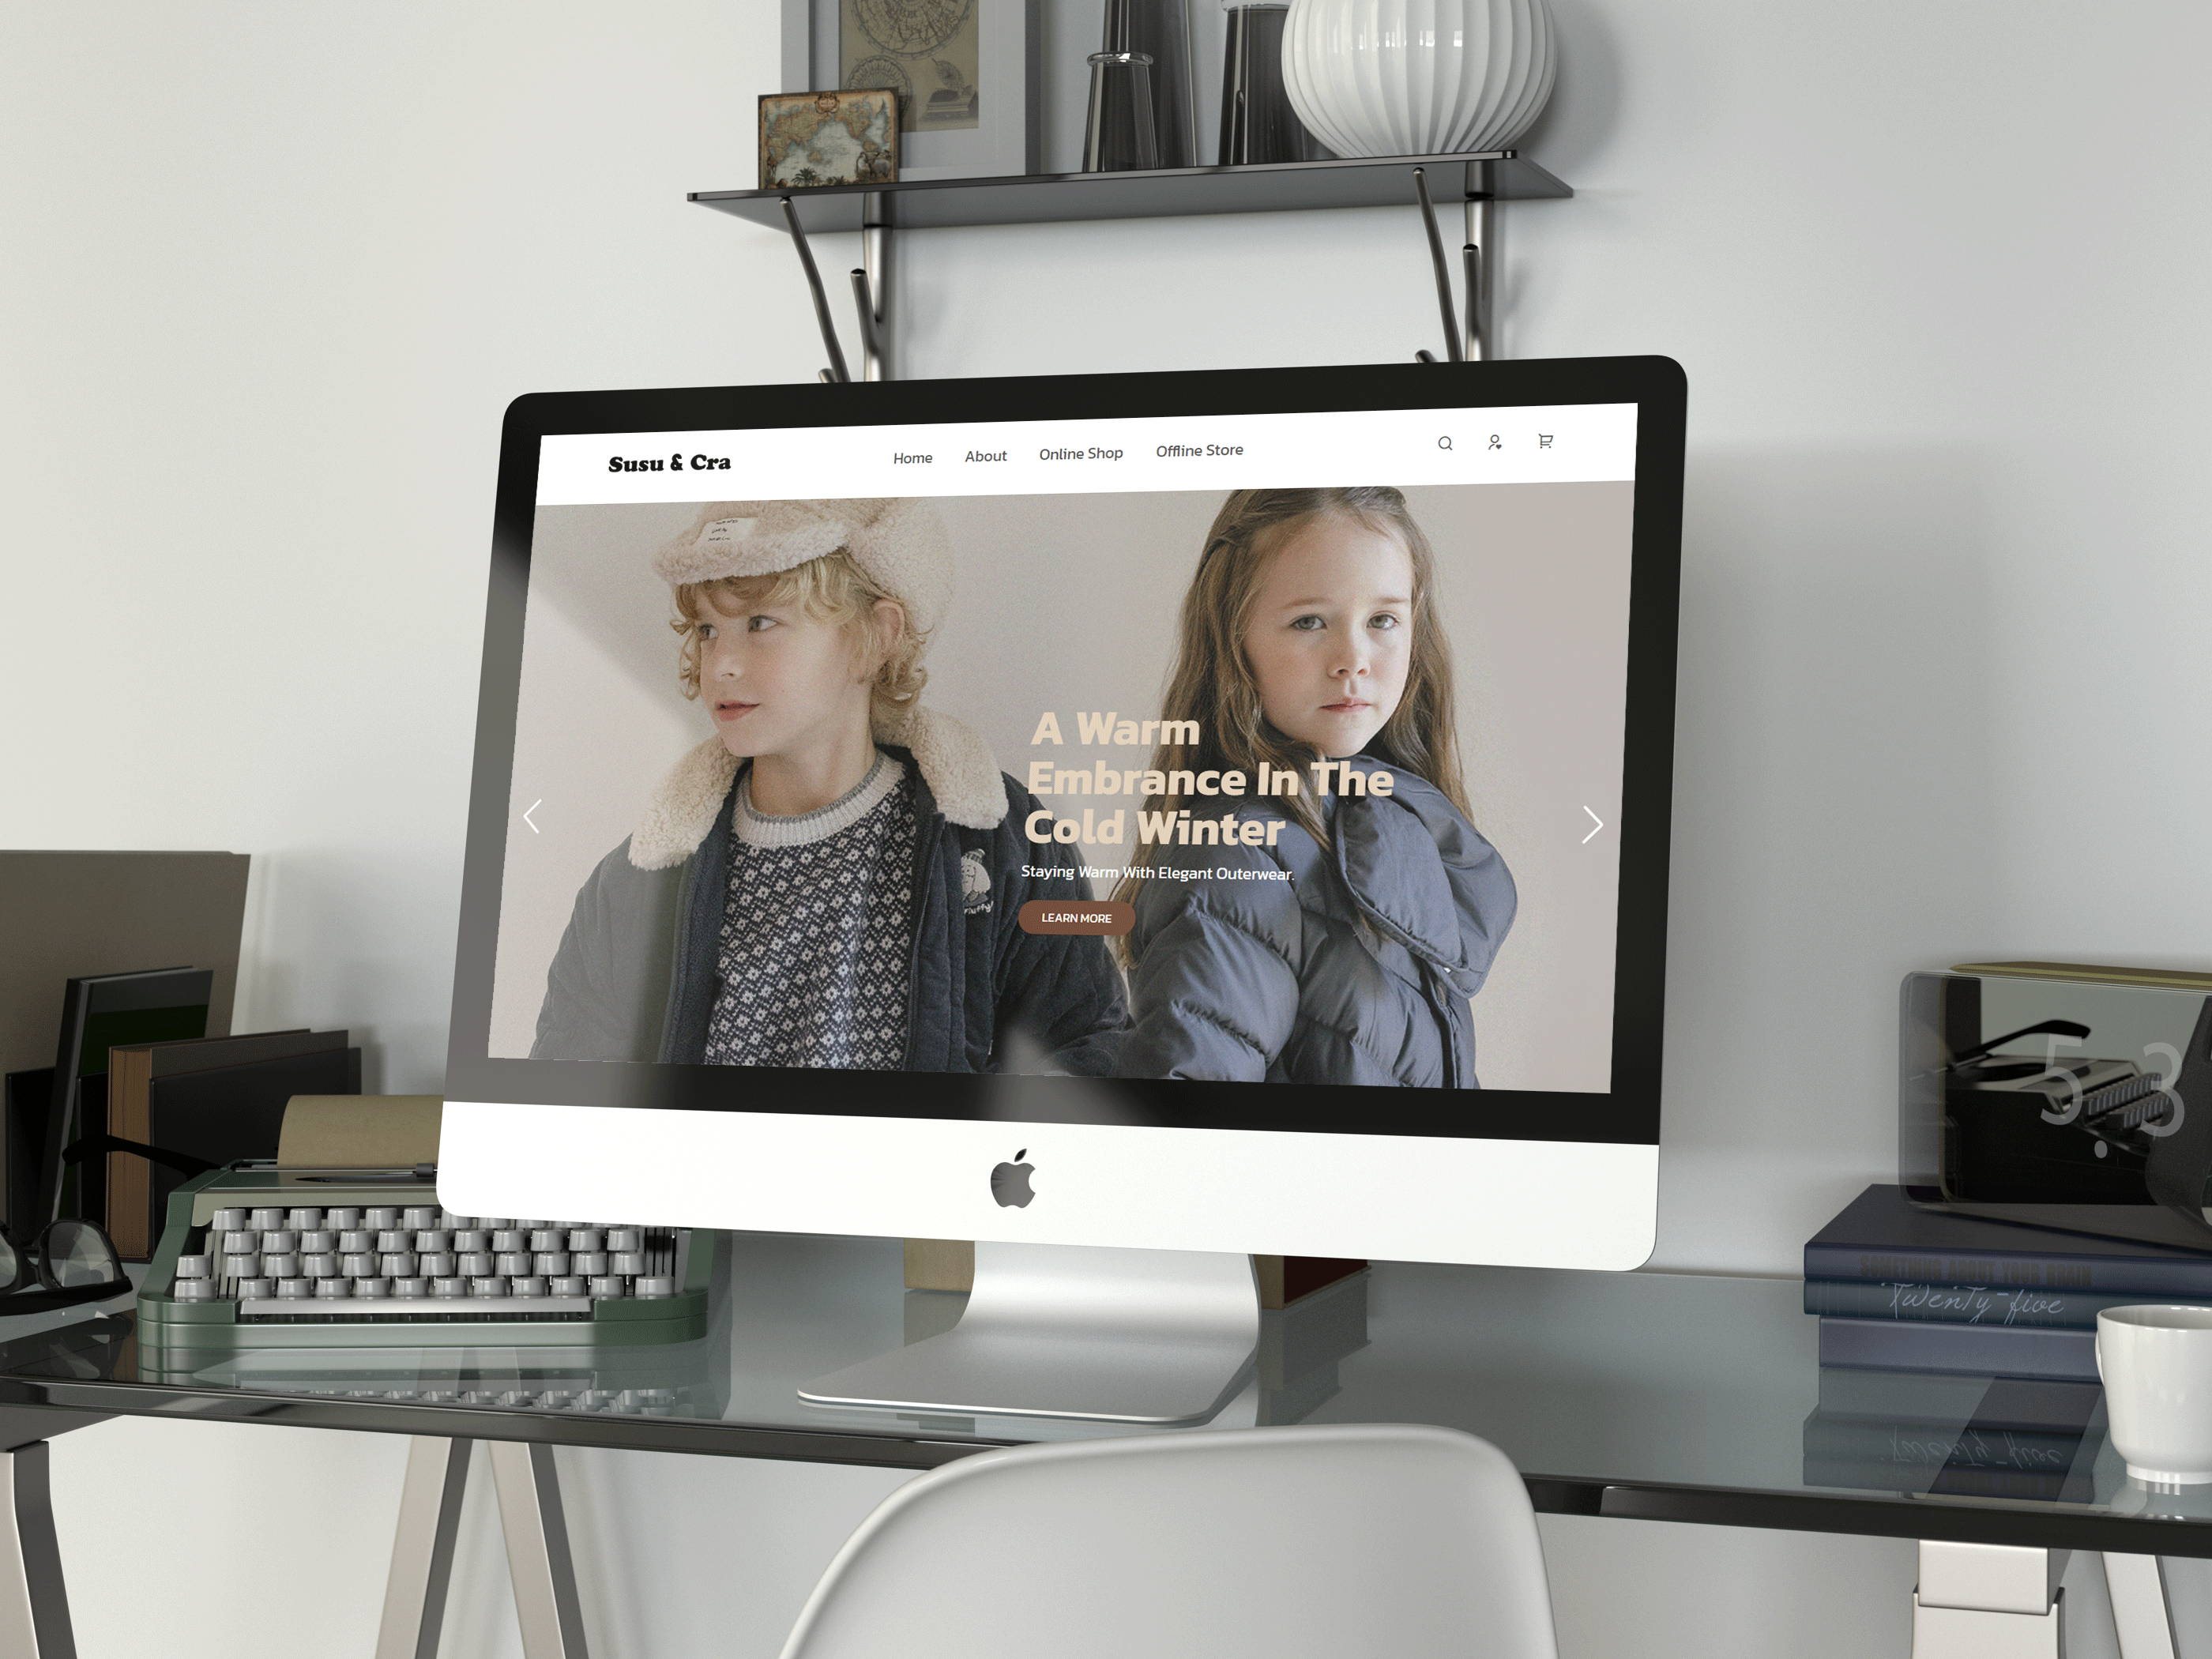 Susu & Cra
Home
About
Online Shop
Offline Store
A Warm
Embrance In The
Cold Winter
Staying Warm With Elegant Outerwear.
LEARN MORE
5
3
Twenty-five